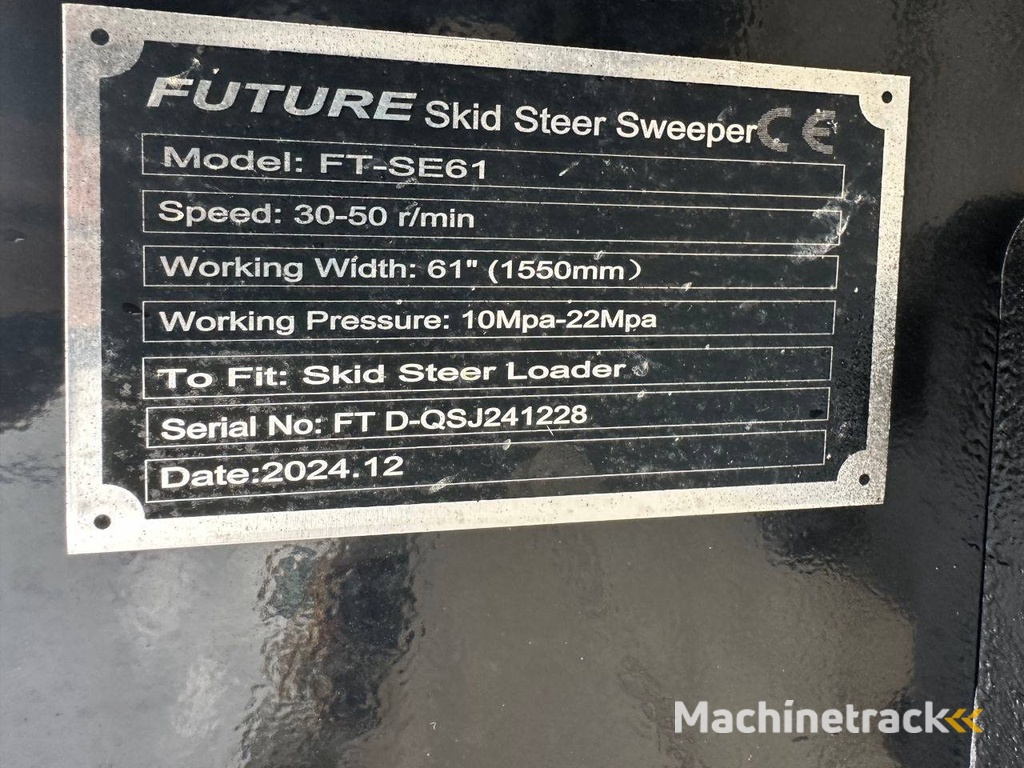 FUTURE Skid Steer Sweeper CE
Model: FT-SE61
Speed: 30-50 r/min
Working Width: 61" (1550mm)
Working Pressure: 10Mpa-22Mpa
To Fit: Skid Steer Loader
Serial No: FT D-QSJ241228
Date:2024.12
Machinetrack